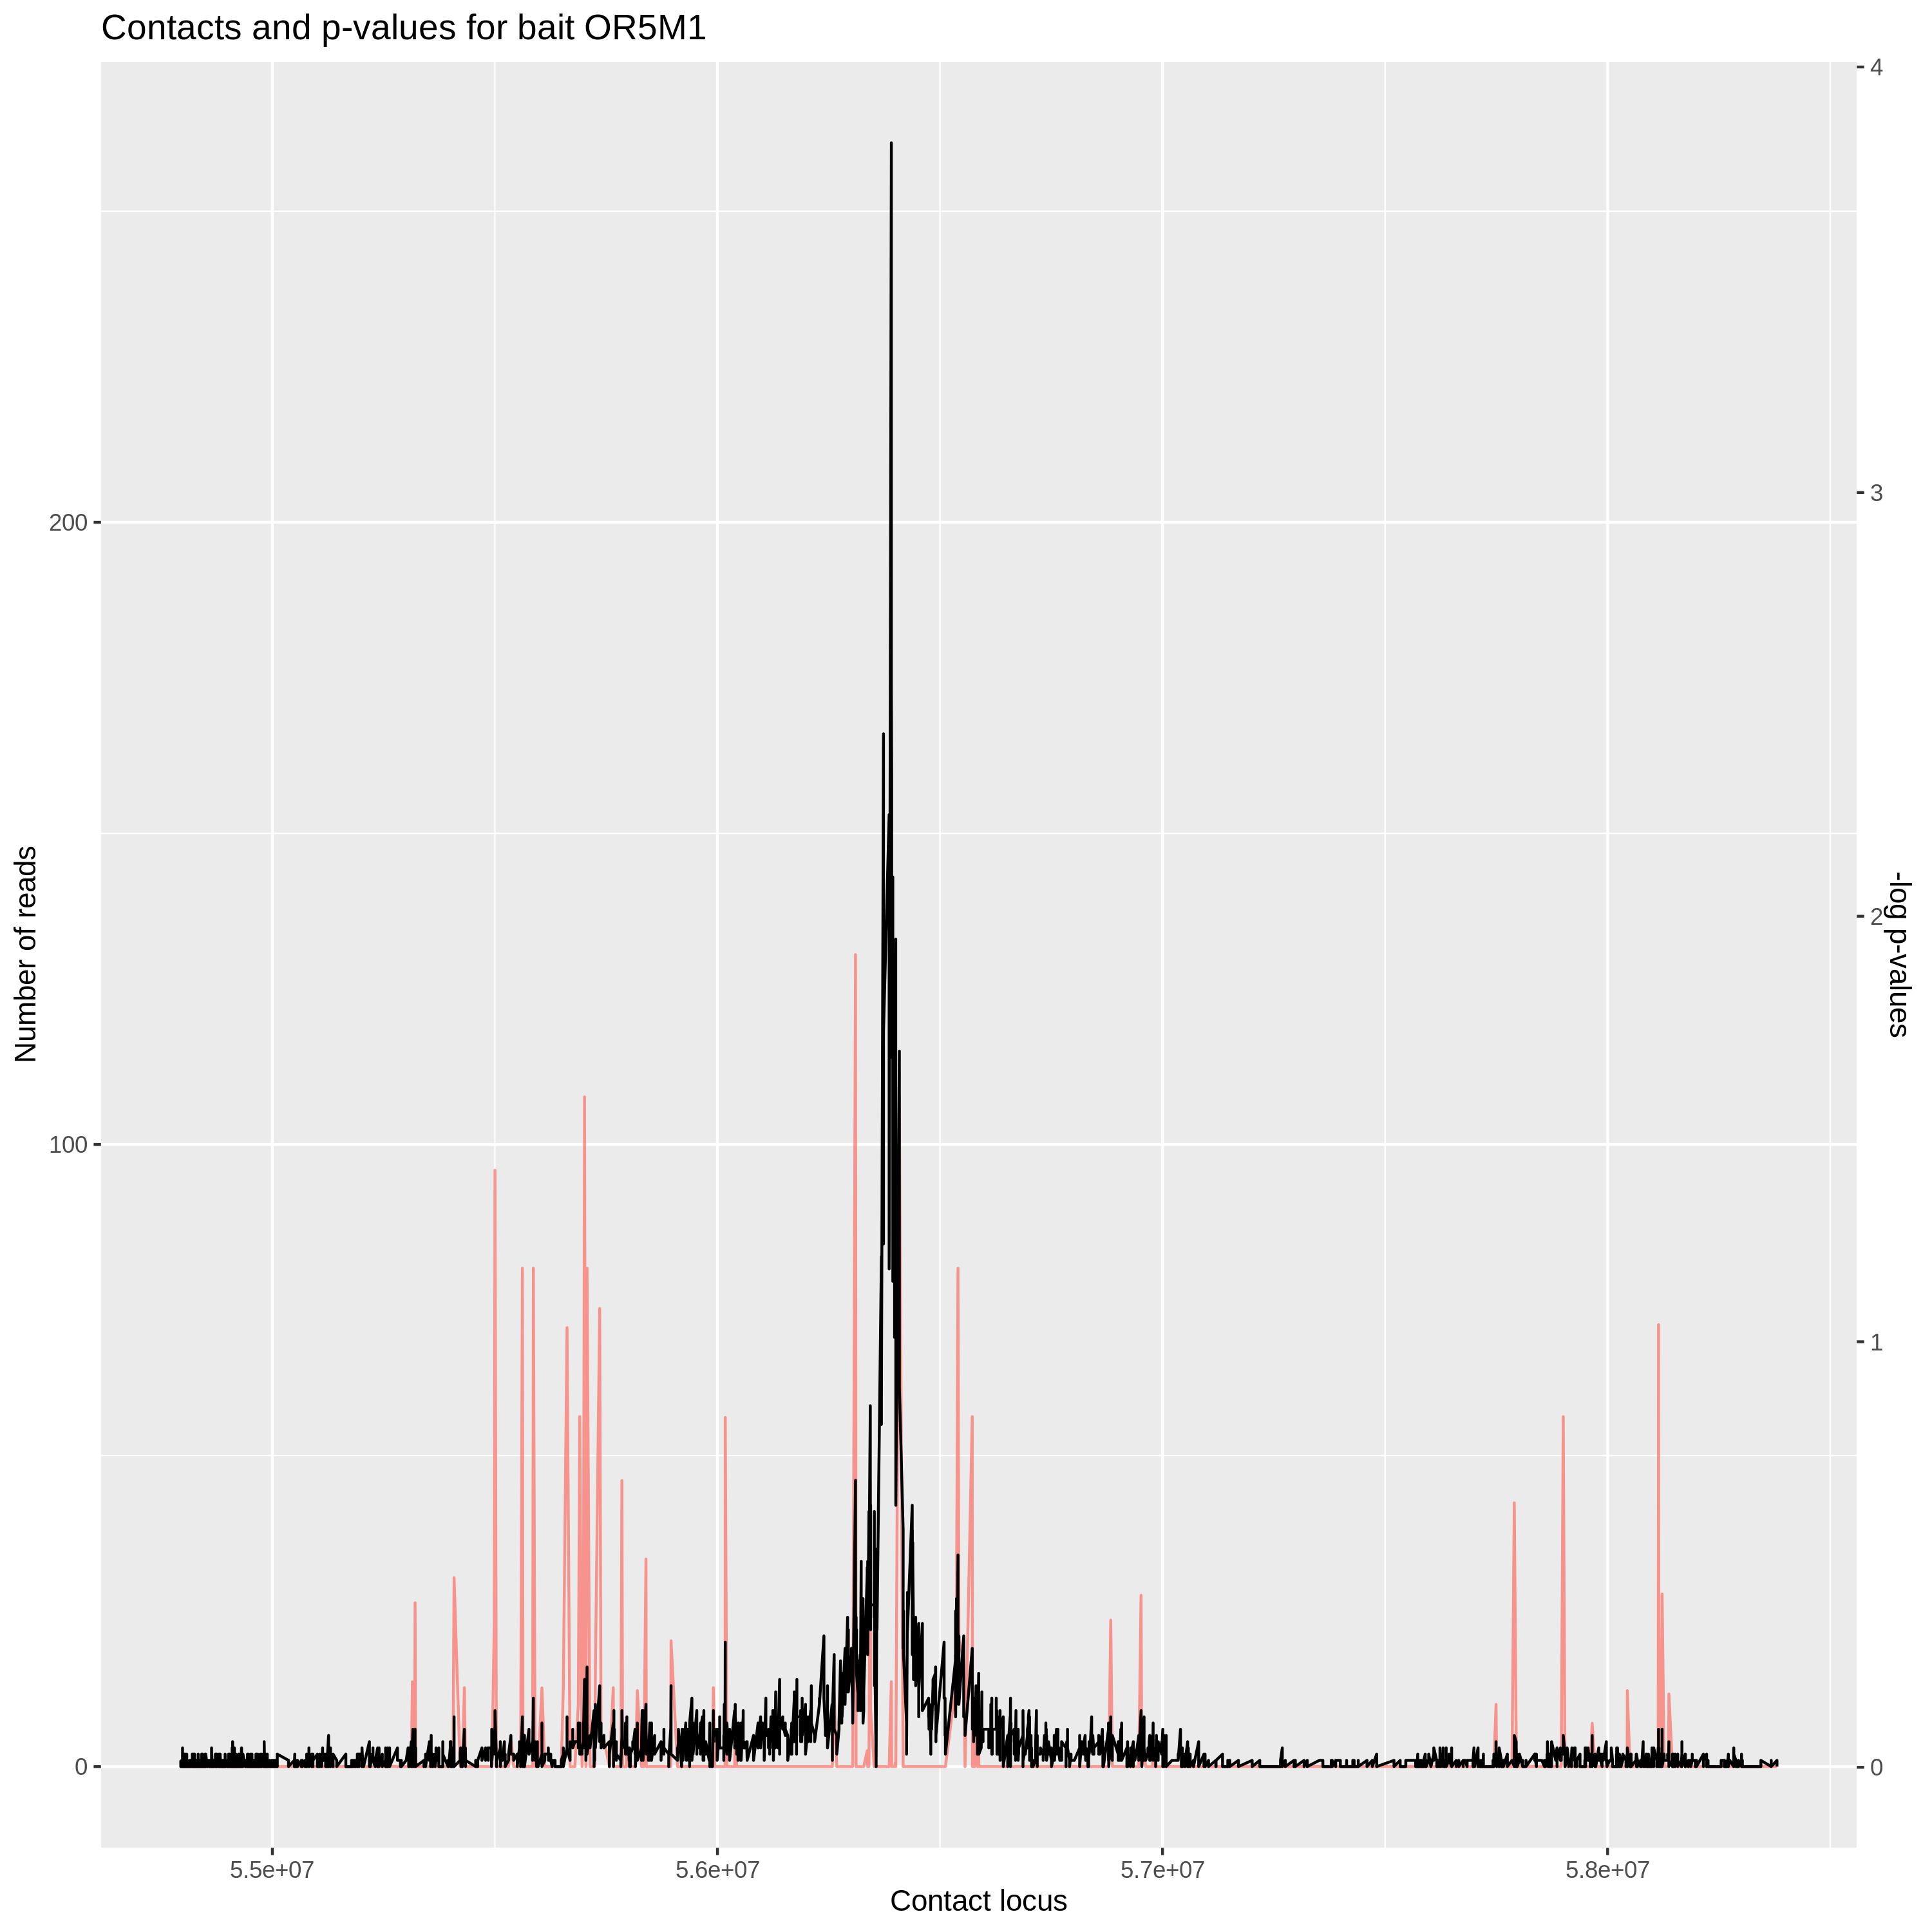 Contacts and p-values for bait OR5M1
4
3
200
Number of reads
2
-log p-values
100
1
0
0
5.5e+07
5.6e+07
5.7e+07
5.8e+07
Contact locus